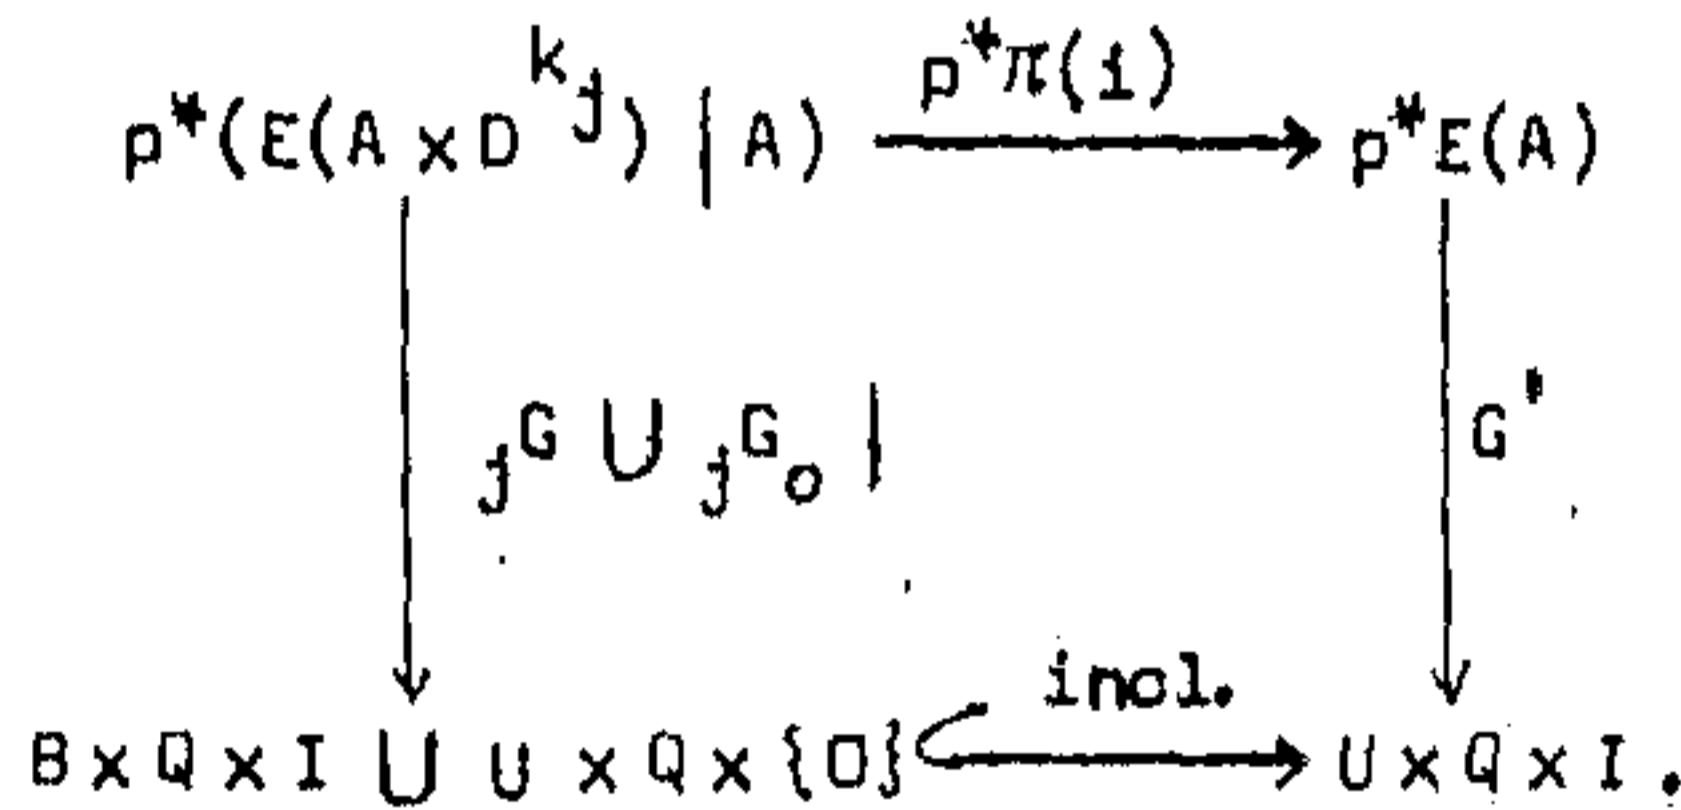 p*(E(A × D^{k_j}) | A) ⟶ p*π(i) p*E(A)
_jG ⋃ _jG_o | G'
B × Q × I ⋃ U × Q × {0} incl. U × Q × I.